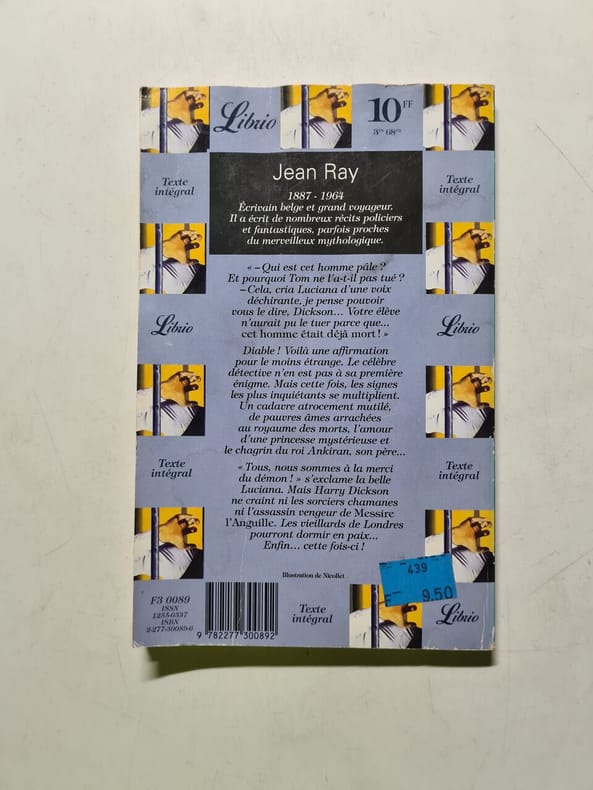 Librio
10 FF
3€ 68
Texte
intégral
Jean Ray
1887 - 1964
Écrivain belge et grand voyageur.
Il a écrit de nombreux récits policiers
et fantastiques, parfois proches
du merveilleux mythologique.
Texte
intégral
« – Qui est cet homme pâle ?
Et pourquoi Tom ne l'a-t-il pas tué ?
– Cela, cria Luciana d'une voix
déchirante, je pense pouvoir
vous le dire, Dickson... Votre élève
n'aurait pu le tuer parce que...
cet homme était déjà mort ! »
Librio
Librio
Diable ! Voilà une affirmation
pour le moins étrange. Le célèbre
détective n'en est pas à sa première
énigme. Mais cette fois, les signes
les plus inquiétants se multiplient.
Un cadavre atrocement mutilé,
de pauvres âmes arrachées
au royaume des morts, l'amour
d'une princesse mystérieuse et
le chagrin du roi Ankiran, son père...
Texte
intégral
Texte
intégral
« Tous, nous sommes à la merci
du démon ! » s'exclame la belle
Luciana. Mais Harry Dickson
ne craint ni les sorciers chamanes
ni l'assassin vengeur de Messire
l'Anguille. Les vieillards de Londres
pourront dormir en paix...
Enfin... cette fois-ci !
Illustration de Nicollet
439
9.50
F3 0089
ISSN
1255-0337
ISBN
2-277-30089-6
9 782277 300892
Texte
intégral
Librio